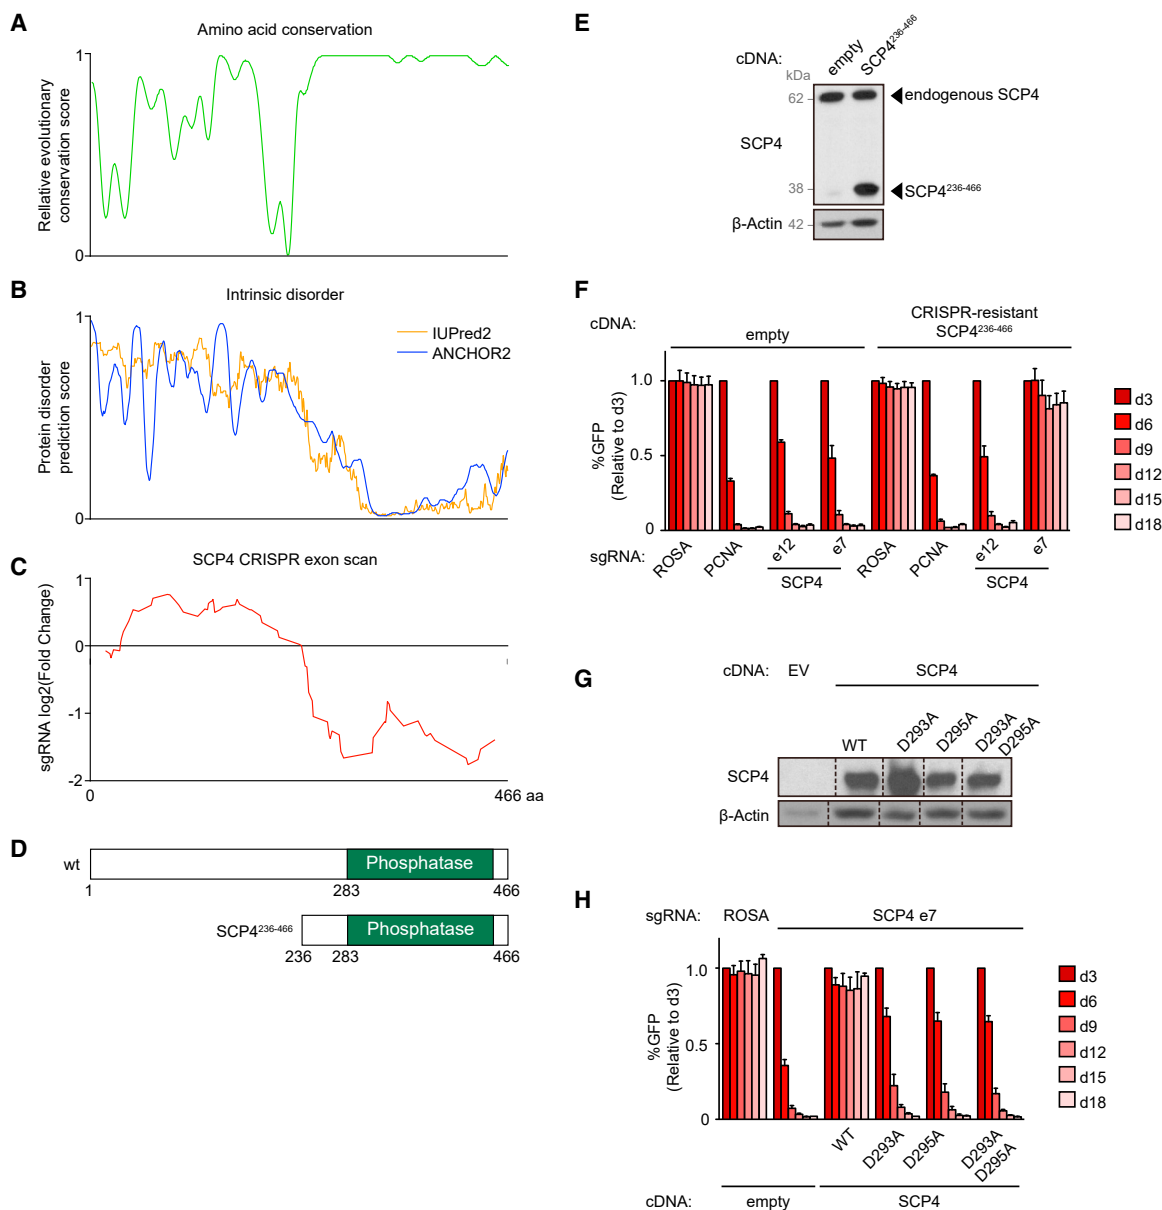 A
Amino acid conservation
1
Rellative evolutionary
conservation score
0
B
Intrinsic disorder
1
IUPred2
ANCHOR2
Protein disorder
prediction score
0
C
SCP4 CRISPR exon scan
1
0
-1
-2
sgRNA log2(Fold Change)
0
466 aa
D
wt
Phosphatase
1
283
466
SCP4236-466
Phosphatase
236
283
466
E
cDNA:
empty
SCP4236-466
kDa
62
endogenous SCP4
SCP4
38
SCP4236-466
β-Actin
42
F
cDNA:
empty
CRISPR-resistant
SCP4236-466
1.0
0.5
0
%GFP
(Relative to d3)
d3
d6
d9
d12
d15
d18
sgRNA:
ROSA
PCNA
e12
e7
SCP4
ROSA
PCNA
e12
e7
SCP4
G
cDNA:
EV
SCP4
WT
D293A
D295A
D293A
D295A
SCP4
β-Actin
H
sgRNA:
ROSA
SCP4 e7
1.0
0.5
0
%GFP
(Relative to d3)
d3
d6
d9
d12
d15
d18
WT
D293A
D295A
D293A
D295A
cDNA:
empty
SCP4